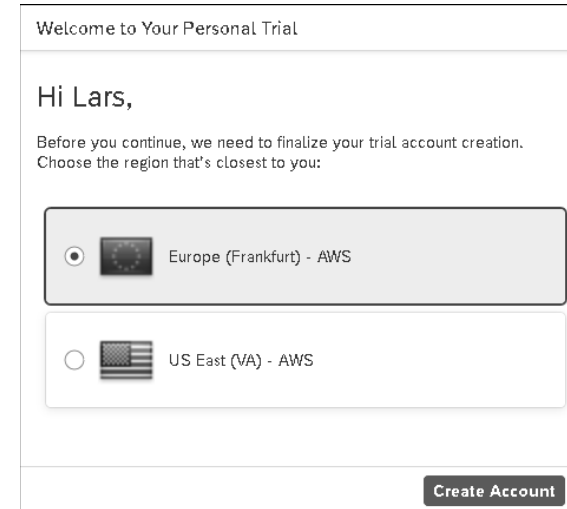 Welcome to Your Personal Trial
Hi Lars,
Before you continue, we need to finalize your trial account creation.
Choose the region that's closest to you:
Europe (Frankfurt) - AWS
US East (VA) - AWS
Create Account